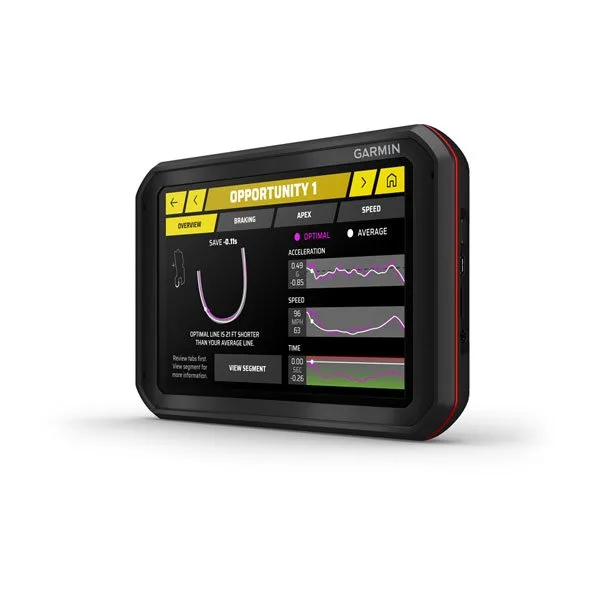 GARMIN
OPPORTUNITY 1
OVERVIEW
BRAKING
APEX
SPEED
SAVE -0.11s
OPTIMAL
AVERAGE
ACCELERATION
0.49
G
-0.85
SPEED
96
MPH
63
OPTIMAL LINE IS 21 FT SHORTER
THAN YOUR AVERAGE LINE.
TIME
0.00
SEC
-0.26
Review tabs first.
View segment for
more information.
VIEW SEGMENT